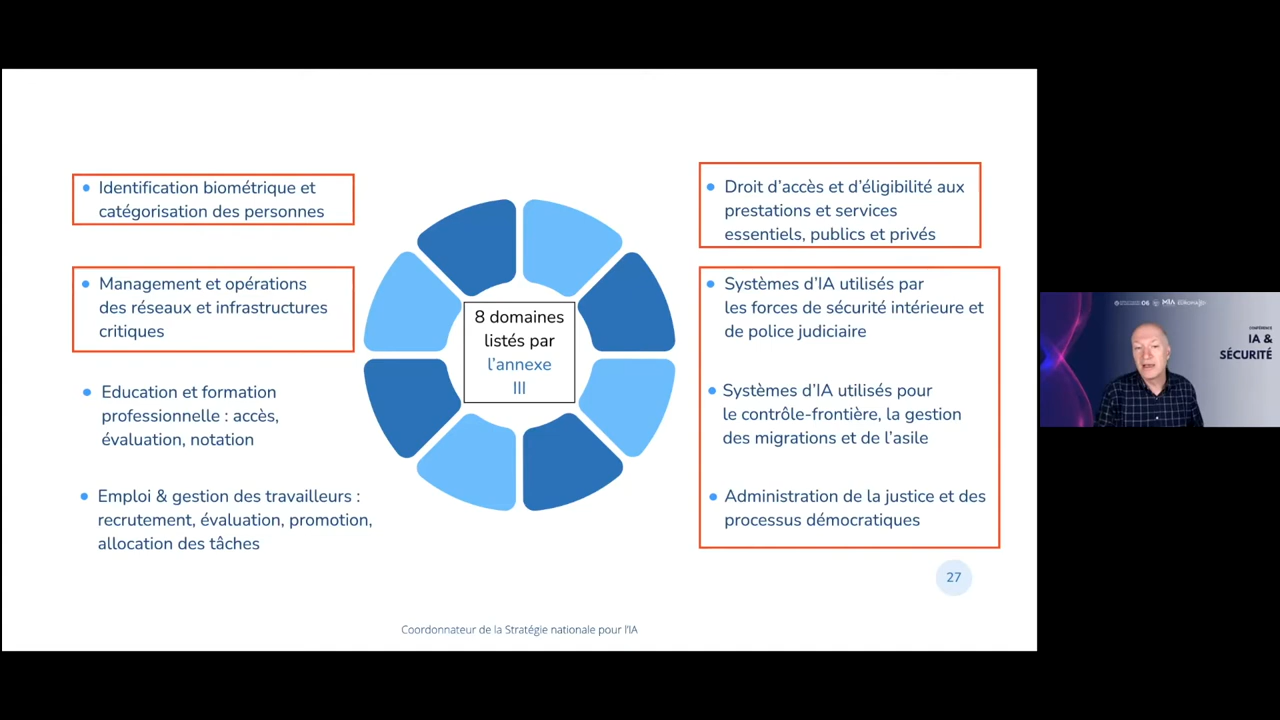 Identification biométrique et
catégorisation des personnes
Management et opérations
des réseaux et infrastructures
critiques
Education et formation
professionnelle : accès,
évaluation, notation
Emploi & gestion des travailleurs :
recrutement, évaluation, promotion,
allocation des tâches
8 domaines
listés par
l’annexe
III
Droit d’accès et d’éligibilité aux
prestations et services
essentiels, publics et privés
Systèmes d’IA utilisés par
les forces de sécurité intérieure et
de police judiciaire
Systèmes d’IA utilisés pour
le contrôle-frontière, la gestion
des migrations et de l’asile
Administration de la justice et des
processus démocratiques
27
Coordonnateur de la Stratégie nationale pour l’IA
MIA
CONFÉRENCE
IA &
SÉCURITÉ